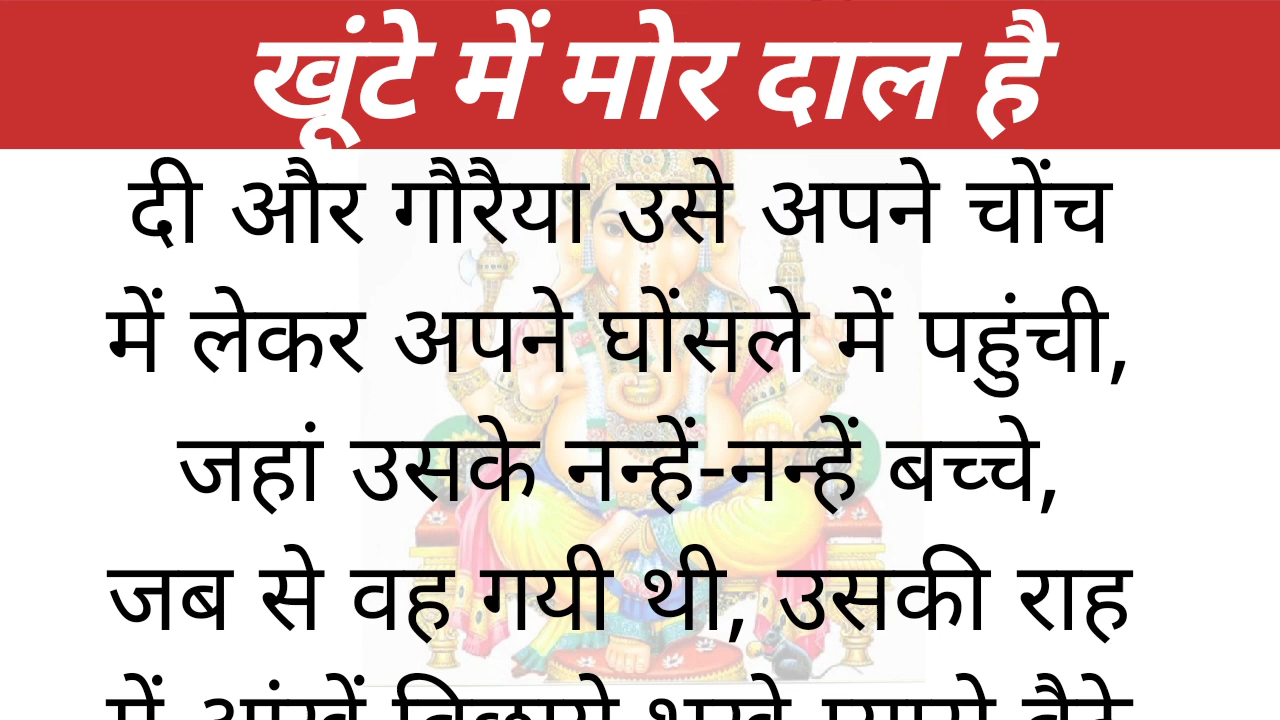 खूंटे में मोर दाल है
दी और गौरैया उसे अपने चोंच
में लेकर अपने घोंसले में पहुंची,
जहां उसके नन्हें-नन्हें बच्चे,
जब से वह गयी थी, उसकी राह
में आंखें बिछाये भूखे प्यासे बैठे